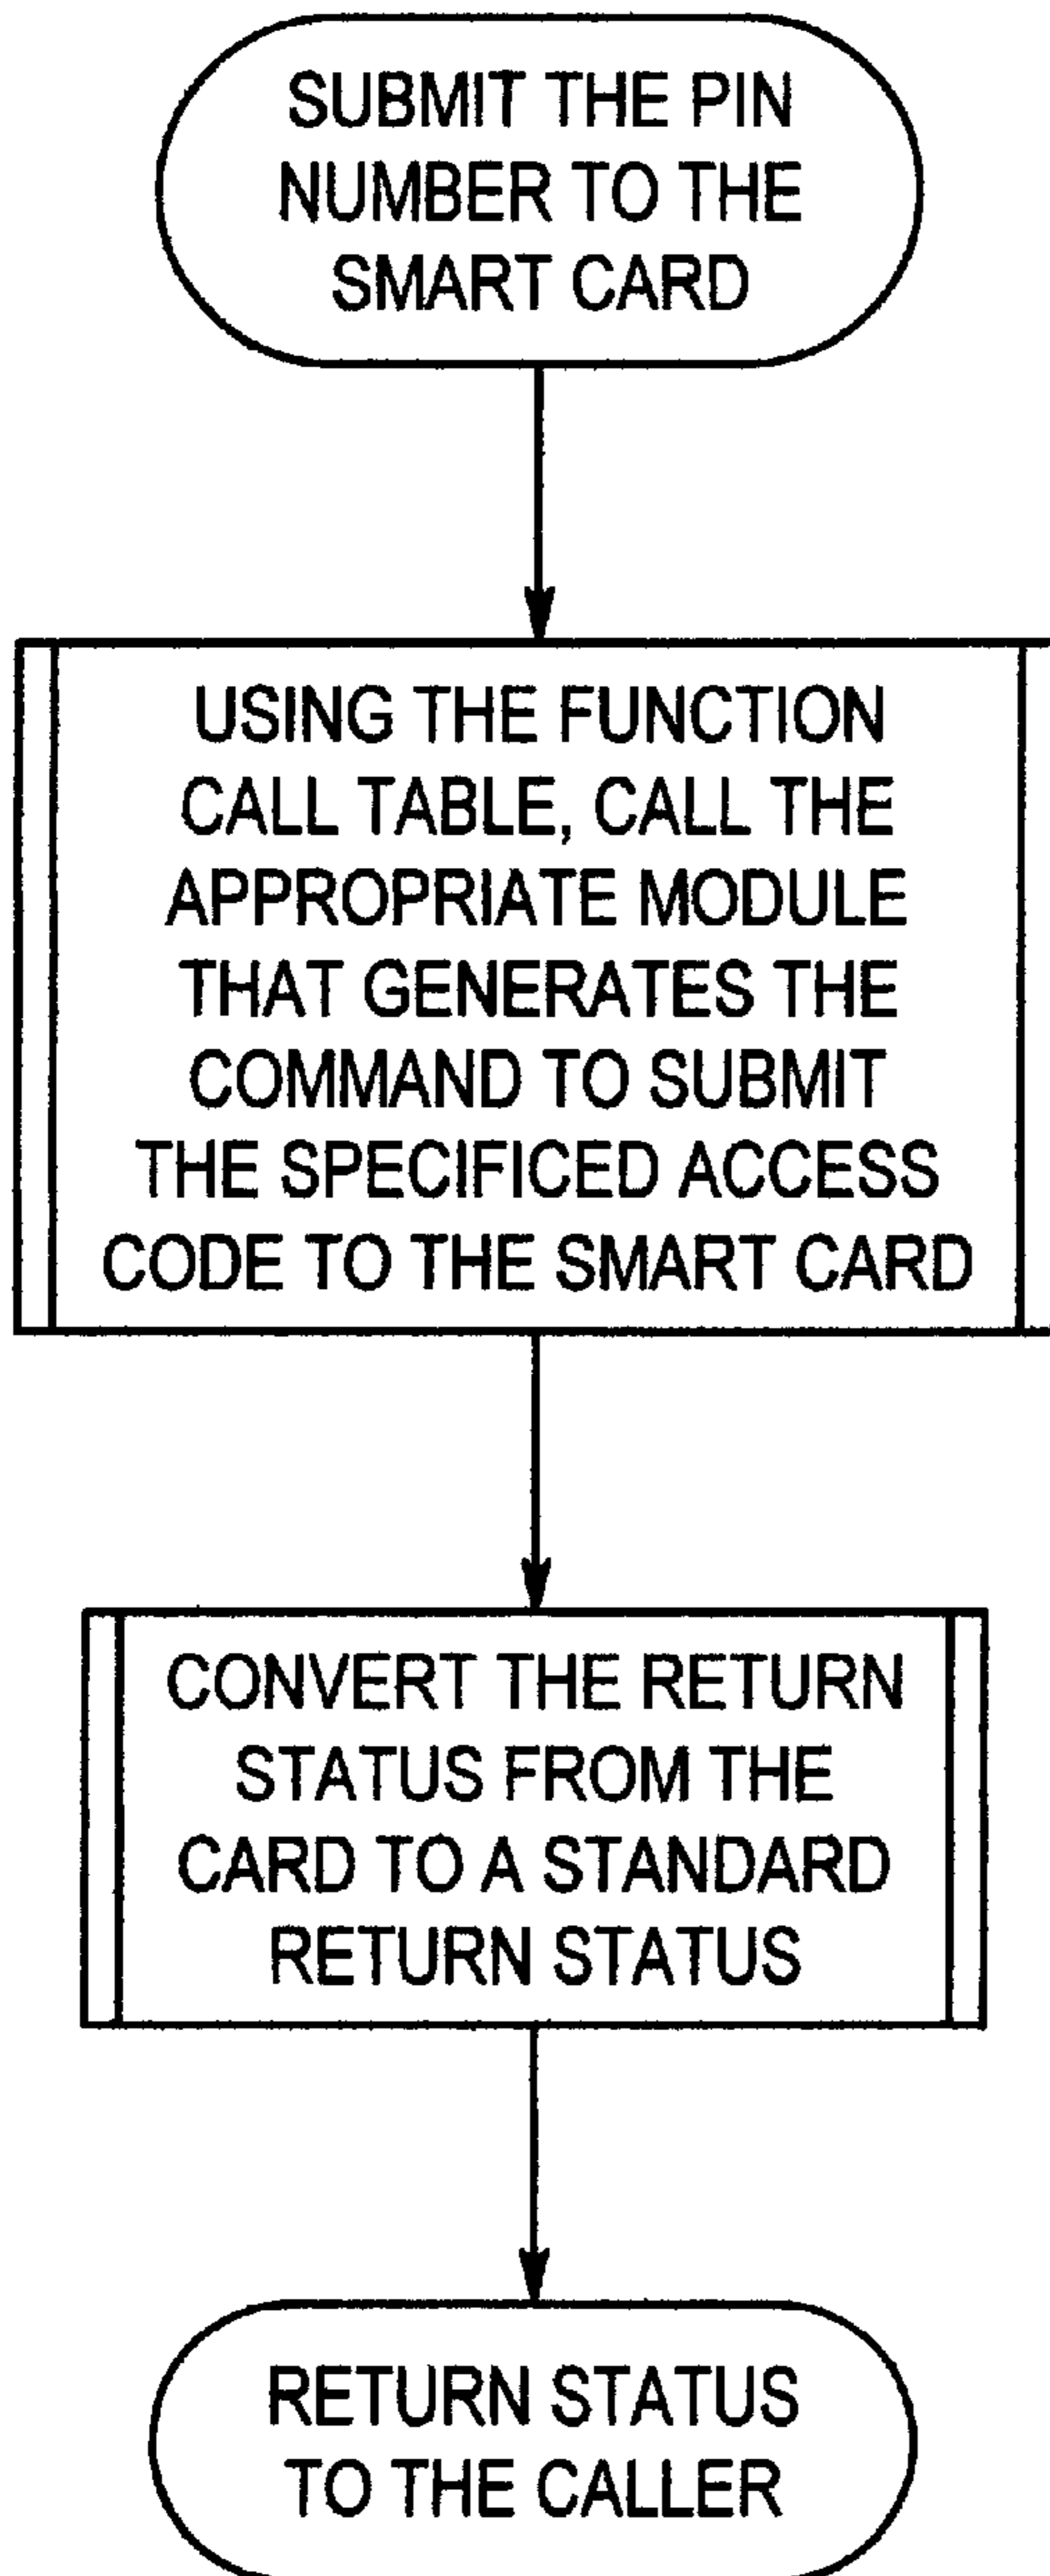 SUBMIT THE PIN
NUMBER TO THE
SMART CARD
USING THE FUNCTION
CALL TABLE, CALL THE
APPROPRIATE MODULE
THAT GENERATES THE
COMMAND TO SUBMIT
THE SPECIFICED ACCESS
CODE TO THE SMART CARD
CONVERT THE RETURN
STATUS FROM THE
CARD TO A STANDARD
RETURN STATUS
RETURN STATUS
TO THE CALLER